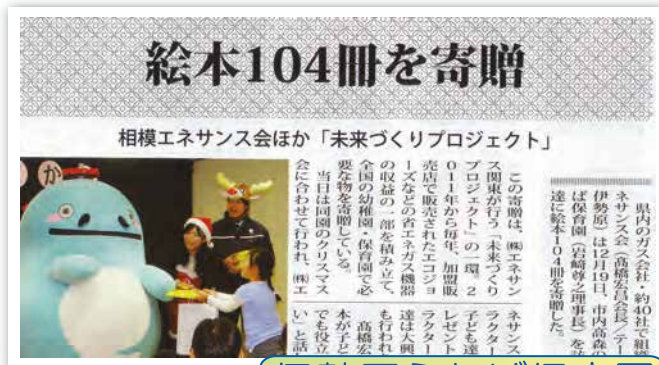 絵本104冊を寄贈
相模エネサンス会ほか「未来づくりプロジェクト」
県内のガス会社・約40社で組
ネサンス会(高橋宏昌会長/テー
伊勢原)は12月19日、市内高森の
ば保育園(岩崎尊之理事長)を
達に絵本104冊を寄贈した。
この寄贈は、㈱エネサン
ス関東が行う「未来づくり
プロジェクト」の一環。2
011年から毎年、加盟販
売店で販売されたエコジョ
ーズなどの省エネガス機器
の収益の一部を積み立て、
全国の幼稚園・保育園で必
要な物を寄贈している。
当日は同園のクリスマス
会に合わせて行われ、㈱エ
ネサンス
ラクター
子ども達
レゼント
ラクター
達は大興
も行われ
高橋宏
本が子ど
でも役立
い」と話
か